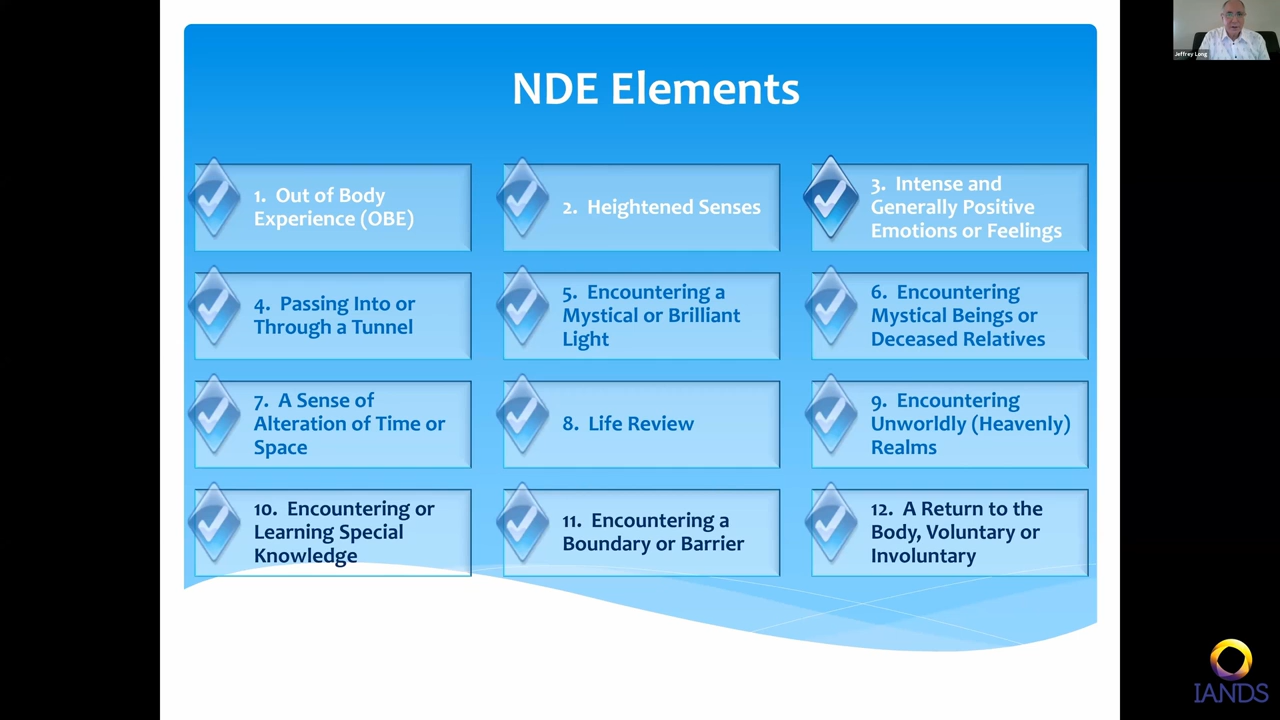 NDE Elements
1. Out of Body
Experience (OBE)
2. Heightened Senses
3. Intense and
Generally Positive
Emotions or Feelings
4. Passing Into or
Through a Tunnel
5. Encountering a
Mystical or Brilliant
Light
6. Encountering
Mystical Beings or
Deceased Relatives
7. A Sense of
Alteration of Time or
Space
8. Life Review
9. Encountering
Unworldly (Heavenly)
Realms
10. Encountering or
Learning Special
Knowledge
11. Encountering a
Boundary or Barrier
12. A Return to the
Body, Voluntary or
Involuntary
Jeffrey Long
IANDS